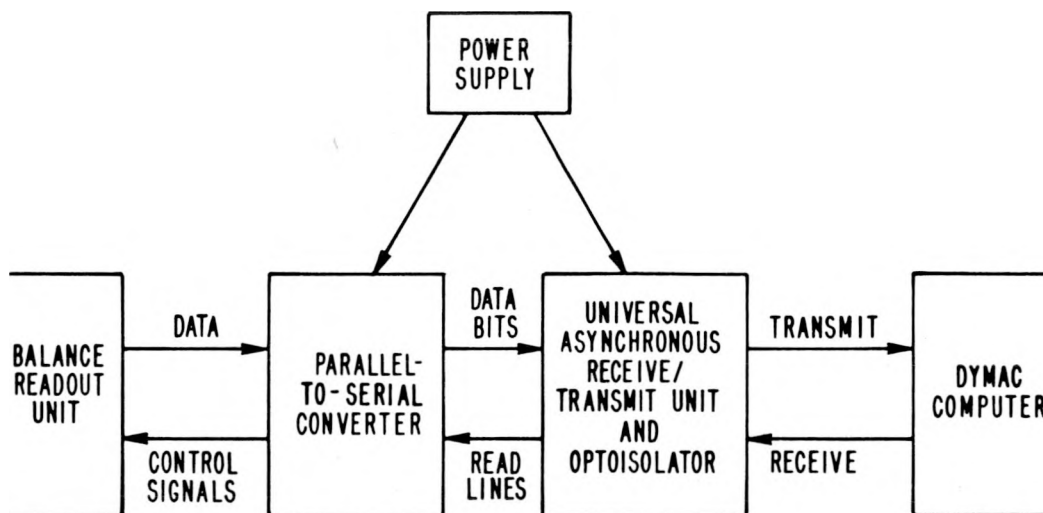 POWER
SUPPLY
BALANCE
READOUT
UNIT
DATA
CONTROL
SIGNALS
PARALLEL-
TO-SERIAL
CONVERTER
DATA
BITS
READ
LINES
UNIVERSAL
ASYNCHRONOUS
RECEIVE/
TRANSMIT UNIT
AND
OPTOISOLATOR
TRANSMIT
RECEIVE
DYMAC
COMPUTER